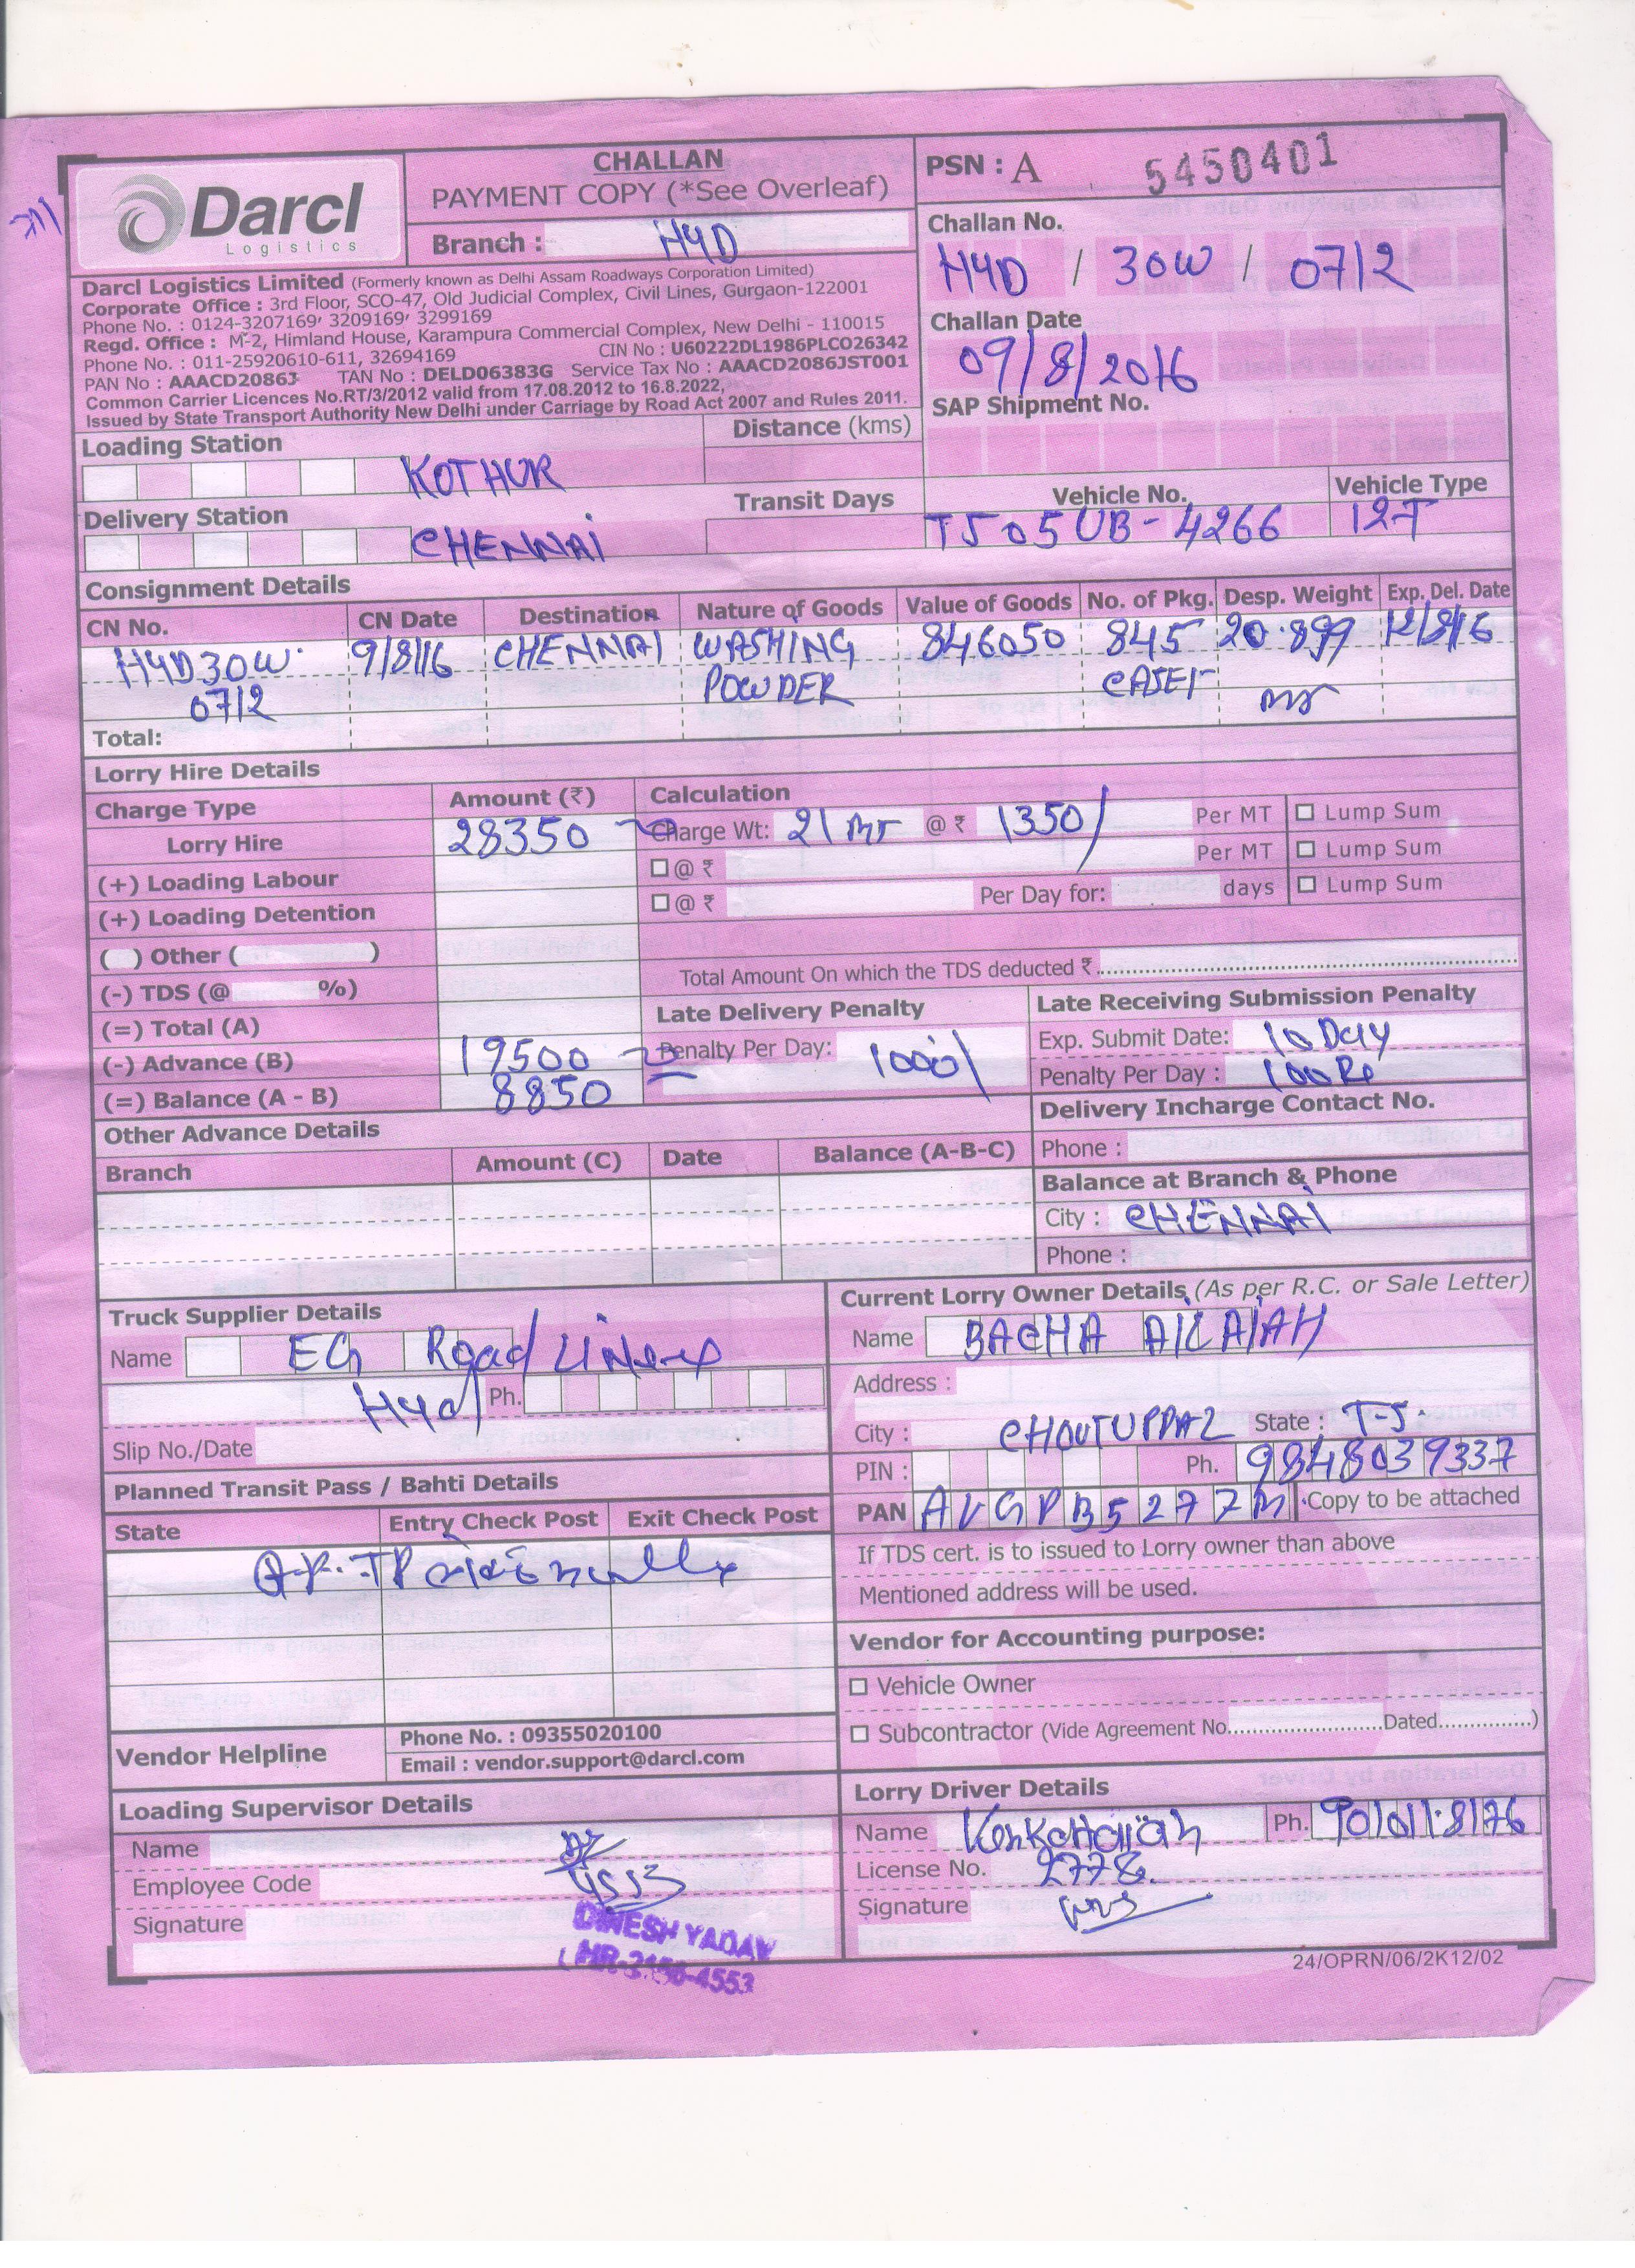 Darcl
Logistics
CHALLAN
PAYMENT COPY (*See Overleaf)
Branch : HYD
PSN : A 5450401
Challan No.
HYD / 30W / 0712
Challan Date
09/8/2016
SAP Shipment No.
Darcl Logistics Limited (Formerly known as Delhi Assam Roadways Corporation Limited)
Corporate Office : 3rd Floor, SCO-47, Old Judicial Complex, Civil Lines, Gurgaon-122001
Phone No. : 0124-3207169, 3209169, 3299169
Regd. Office : M-2, Himland House, Karampura Commercial Complex, New Delhi - 110015
Phone No. : 011-25920610-611, 32694169 CIN No : U60222DL1986PLCO26342
PAN No : AAACD2086J TAN No : DELD06383G Service Tax No : AAACD2086JST001
Common Carrier Licences No.RT/3/2012 valid from 17.08.2012 to 16.8.2022,
Issued by State Transport Authority New Delhi under Carriage by Road Act 2007 and Rules 2011.
Loading Station KOTHUR
Distance (kms)
Delivery Station CHENNAI
Transit Days
Vehicle No. TS05UB-4266
Vehicle Type 12T
Consignment Details
CN No. CN Date Destination Nature of Goods Value of Goods No. of Pkg. Desp. Weight Exp. Del. Date
HYD30W 9/8/16 CHENNAI WASHING 846050 845 20.899 12/8/16
0712 POWDER CASES MT
Total:
Lorry Hire Details
Charge Type Amount (₹) Calculation
Lorry Hire 28350 Charge Wt: 21 MT @ ₹ 1350/ Per MT Lump Sum
(+) Loading Labour @ ₹ Per MT Lump Sum
(+) Loading Detention @ ₹ Per Day for: days Lump Sum
( ) Other ( )
Total Amount On which the TDS deducted ₹
(-) TDS (@ %)
(=) Total (A)
(-) Advance (B) 19500
(=) Balance (A - B) 8850
Late Delivery Penalty
Penalty Per Day: 1000/
Late Receiving Submission Penalty
Exp. Submit Date: 10 Day
Penalty Per Day : 100 Rs
Other Advance Details
Branch Amount (C) Date Balance (A-B-C)
Delivery Incharge Contact No.
Phone :
Balance at Branch & Phone
City : CHENNAI
Phone :
Truck Supplier Details
Name EG Road Liners
Hyd Ph.
Slip No./Date
Current Lorry Owner Details (As per R.C. or Sale Letter)
Name BACHA AILAIAH
Address :
City : CHOUTUPPAL State : T-S.
PIN : Ph. 9848039337
PAN AVGPB5277M Copy to be attached
If TDS cert. is to issued to Lorry owner than above
Mentioned address will be used.
Planned Transit Pass / Bahti Details
State Entry Check Post Exit Check Post
Vendor for Accounting purpose:
Vehicle Owner
Subcontractor (Vide Agreement No. Dated )
Vendor Helpline
Phone No. : 09355020100
Email : vendor.support@darcl.com
Loading Supervisor Details
Name
Employee Code 4553
Signature
DINESH YADAV
Lorry Driver Details
Name Venkataiah Ph.
License No. 2778
Signature
24/OPRN/06/2K12/02